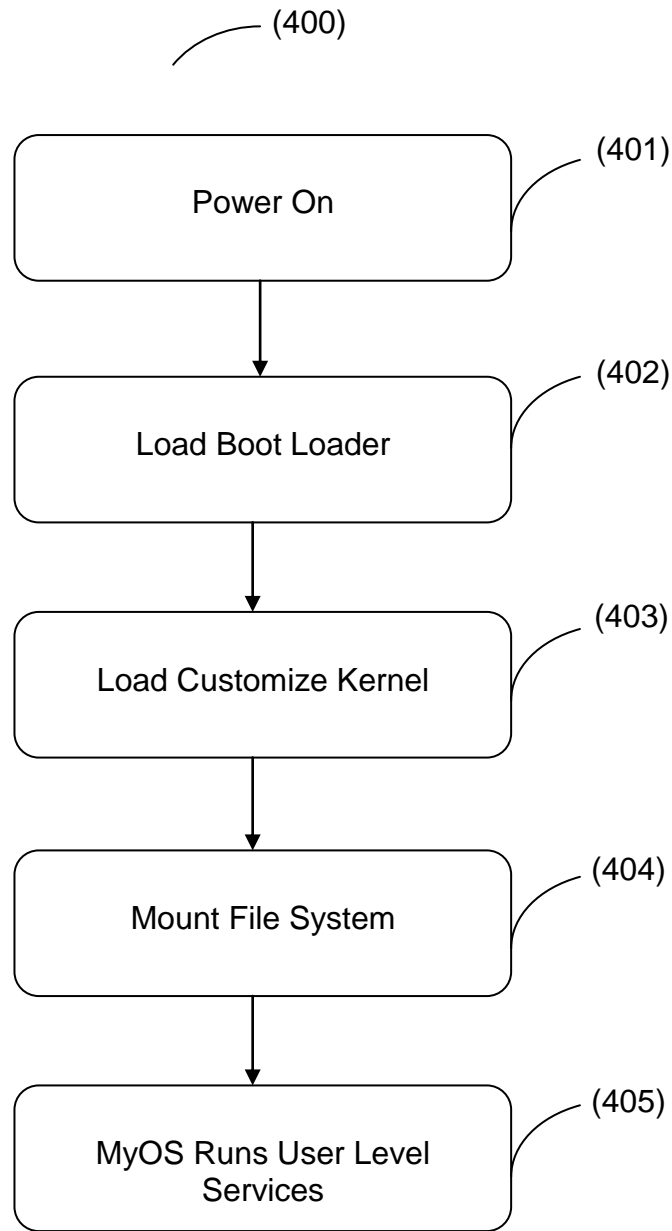 (400)
(401)
Power On
(402)
Load Boot Loader
(403)
Load Customize Kernel
(404)
Mount File System
(405)
MyOS Runs User Level
Services